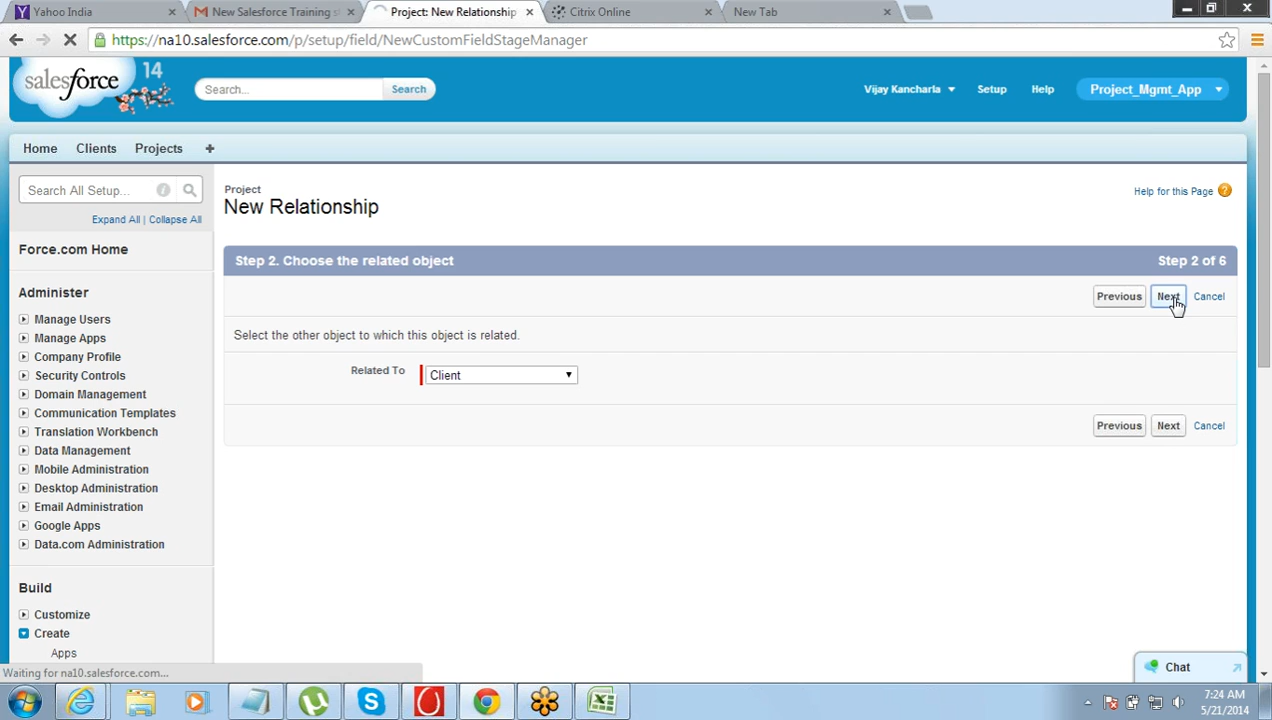 Yahoo India
New Salesforce Training s
Project: New Relationship
Citrix Online
New Tab
https://na10.salesforce.com/p/setup/field/NewCustomFieldStageManager
salesforce
14
Search...
Search
Vijay Kancharla
Setup
Help
Project_Mgmt_App
Home
Clients
Projects
+
Search All Setup...
Expand All | Collapse All
Force.com Home
Administer
Manage Users
Manage Apps
Company Profile
Security Controls
Domain Management
Communication Templates
Translation Workbench
Data Management
Mobile Administration
Desktop Administration
Email Administration
Google Apps
Data.com Administration
Build
Customize
Create
Apps
Project
New Relationship
Help for this Page
Step 2. Choose the related object
Step 2 of 6
Previous
Next
Cancel
Select the other object to which this object is related.
Related To
Client
Previous
Next
Cancel
Chat
Waiting for na10.salesforce.com...
7:24 AM
5/21/2014